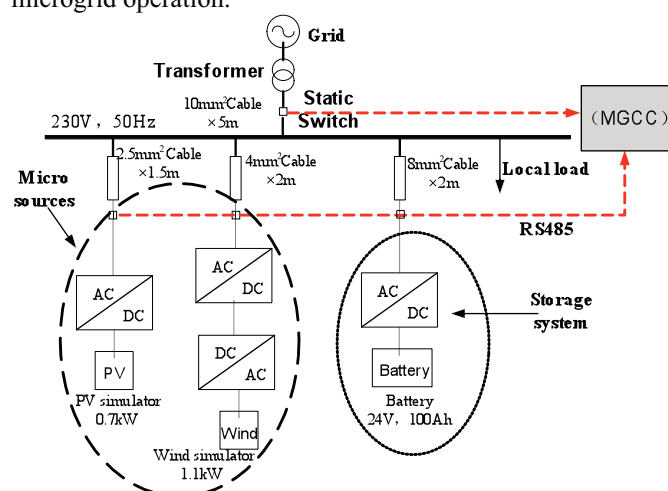 microgrid operation.
Grid
Transformer
10mm²Cable
×5m
Static
Switch
230V, 50Hz
(MGCC)
2.5mm²Cable
×1.5m
4mm²Cable
×2m
8mm²Cable
×2m
Local load
Micro
sources
RS485
AC
DC
AC
DC
AC
DC
Storage
system
DC
AC
PV
Battery
PV simulator
0.7kW
Battery
24V, 100Ah
Wind
Wind simulator
1.1kW